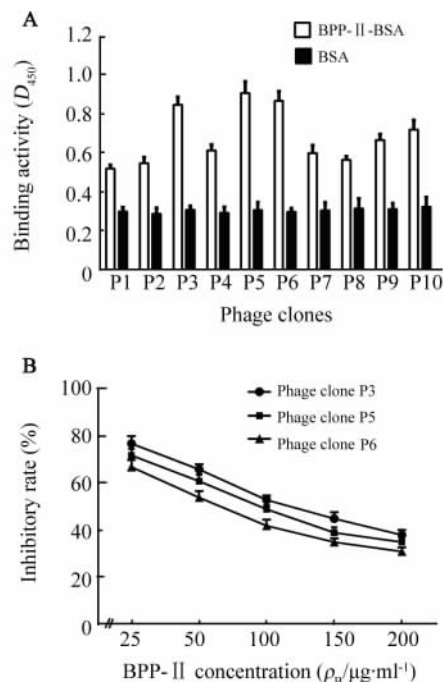 A
BPP-Ⅱ-BSA
BSA
Binding activity (D450)
1.2
1.0
0.8
0.6
0.4
0.2
0
P1 P2 P3 P4 P5 P6 P7 P8 P9 P10
Phage clones
B
Phage clone P3
Phage clone P5
Phage clone P6
Inhibitory rate (%)
100
80
60
40
20
0
25 50 100 150 200
BPP-Ⅱ concentration (ρB/μg·ml⁻¹)